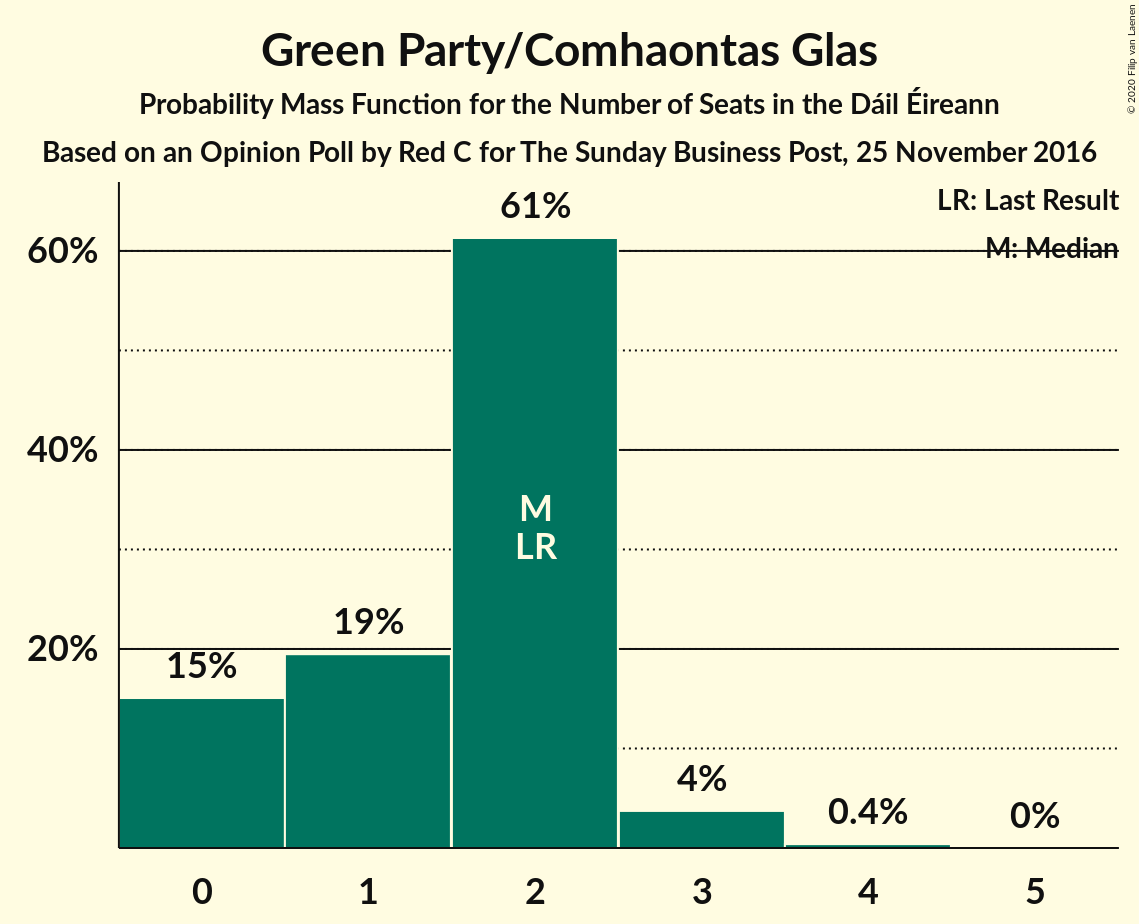 Green Party/Comhaontas Glas
Probability Mass Function for the Number of Seats in the Dáil Éireann
Based on an Opinion Poll by Red C for The Sunday Business Post, 25 November 2016
© 2020 Filip van Laenen
LR: Last Result
M: Median
60%
40%
20%
15%
19%
61%
M
LR
4%
0.4%
0%
0 1 2 3 4 5